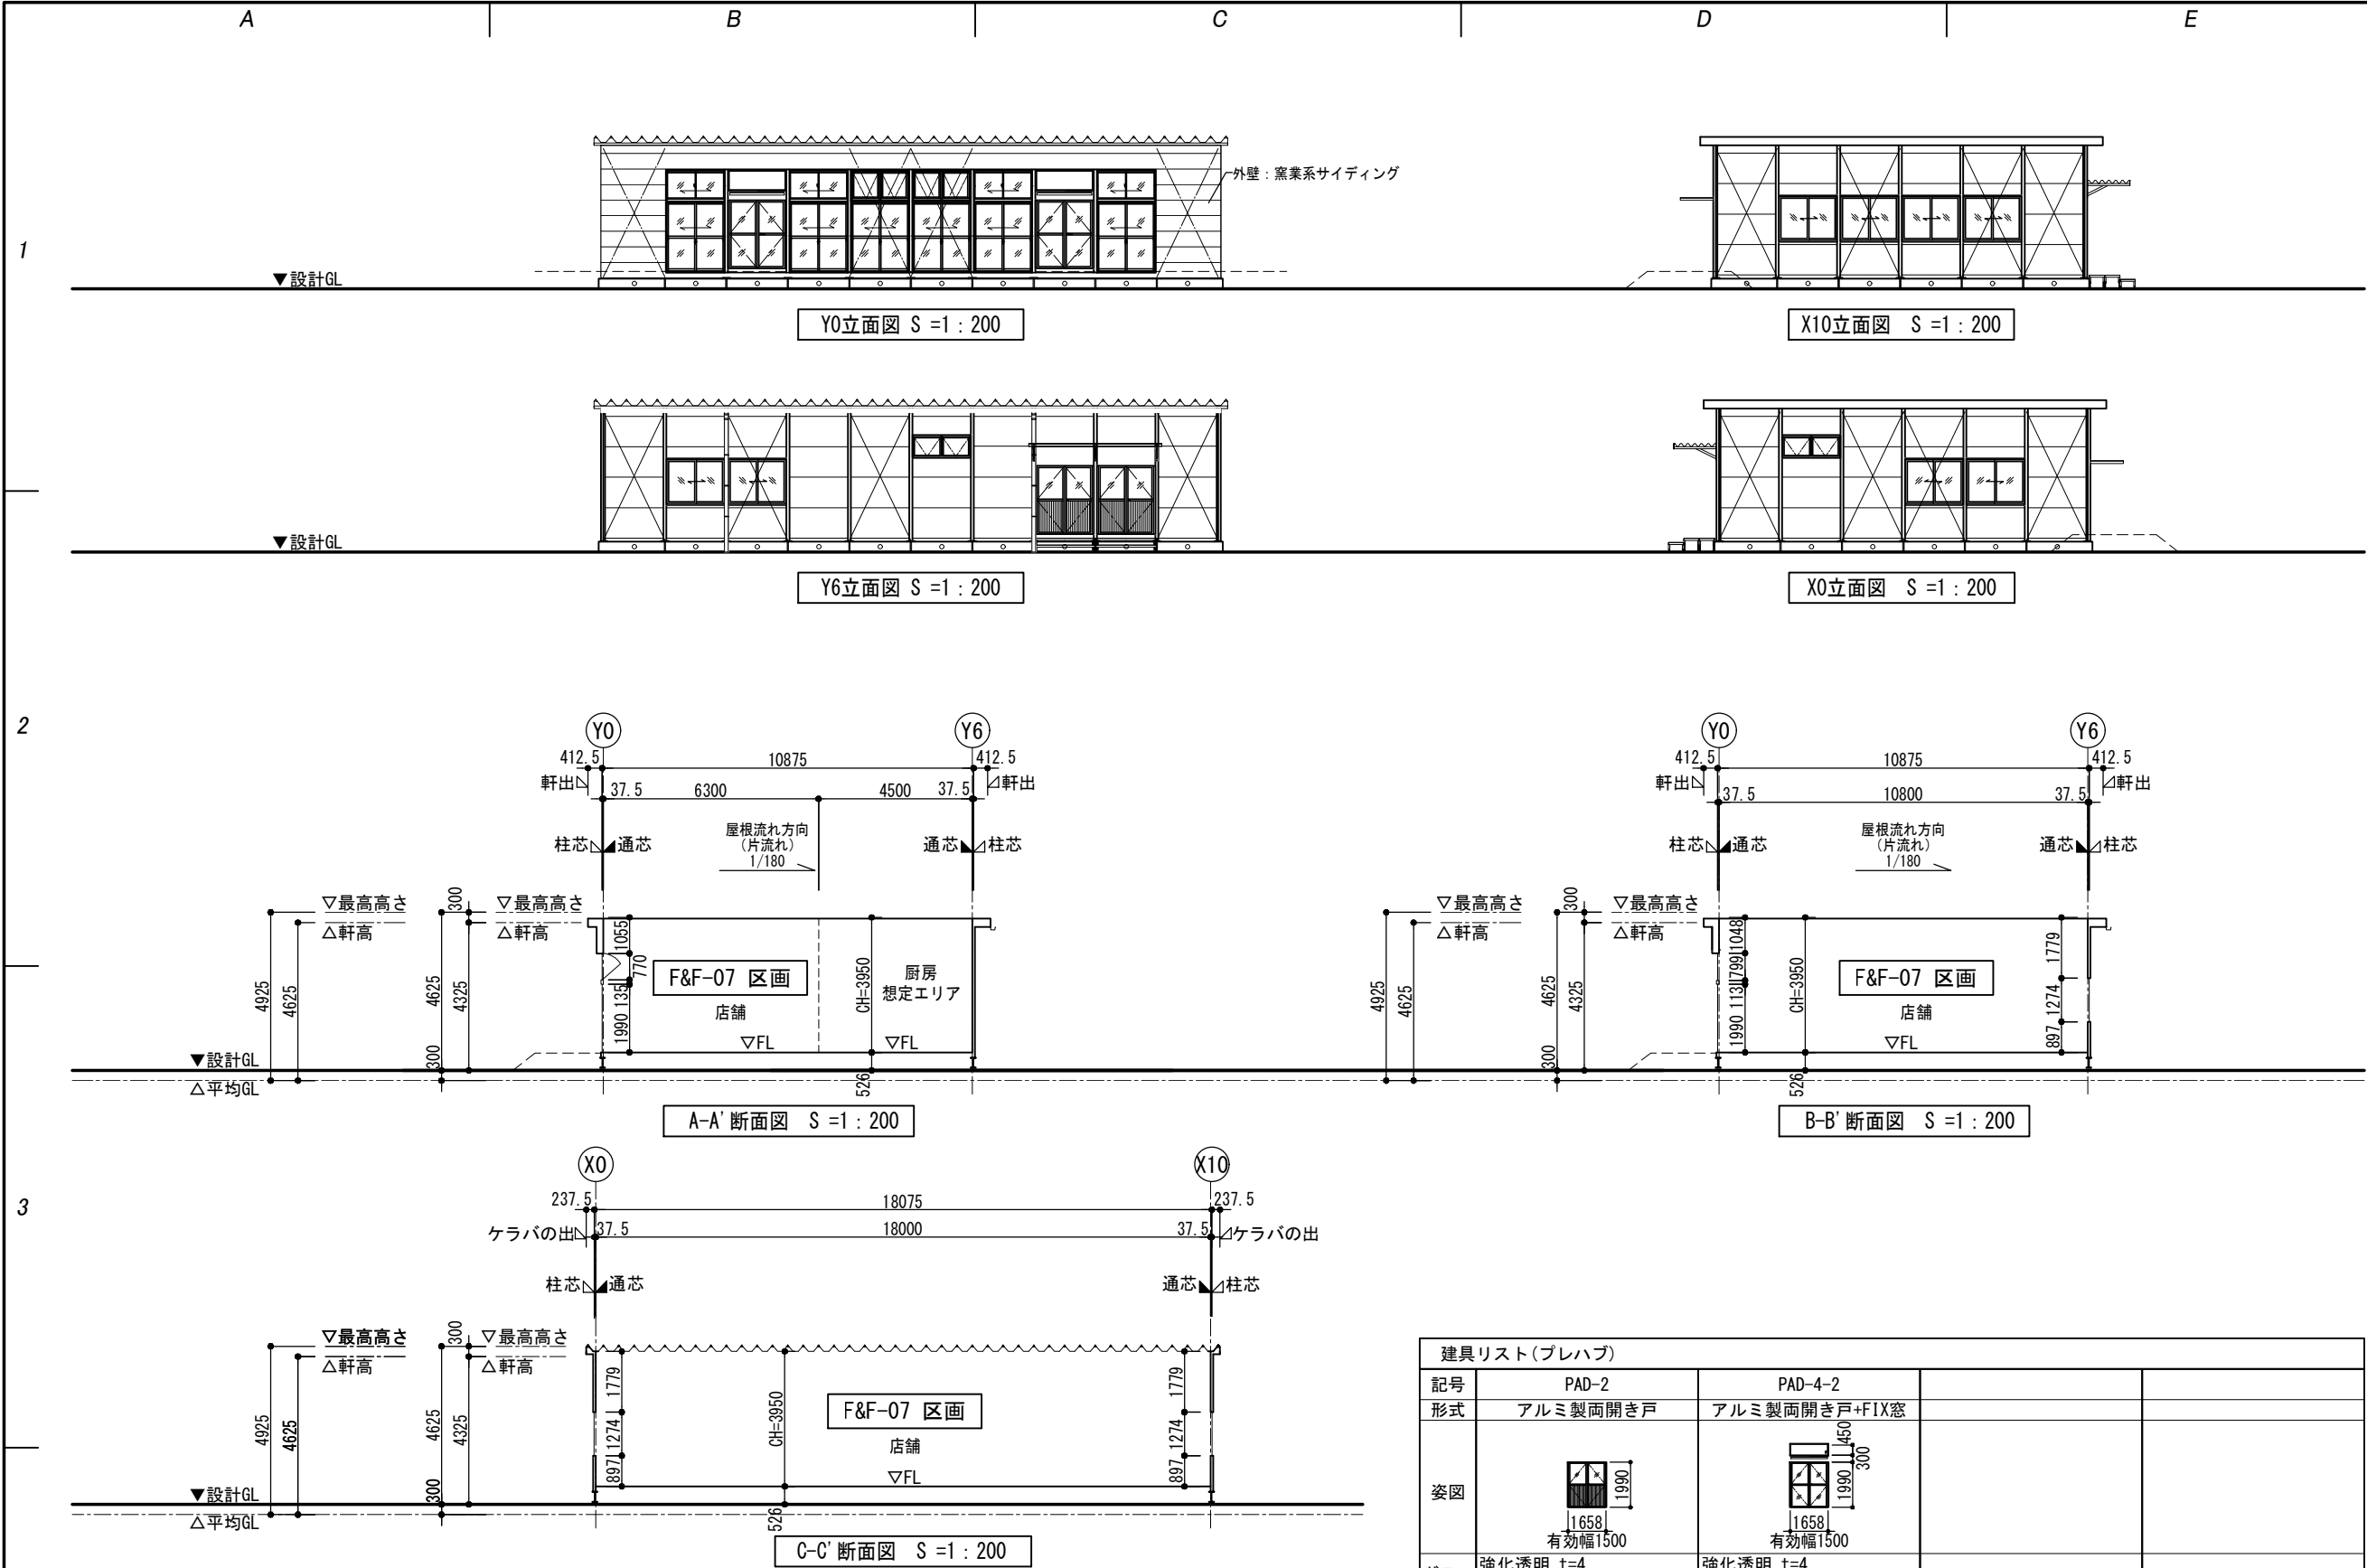 A
B
C
D
E
1
2
3
外壁：窯業系サイディング
▼設計GL
Y0立面図 S =1：200
X10立面図 S =1：200
▼設計GL
Y6立面図 S =1：200
X0立面図 S =1：200
Y0
Y6
412.5
10875
412.5
軒出
軒出
37.5
6300
4500
37.5
柱芯
通芯
屋根流れ方向
(片流れ)
1/180
通芯
柱芯
▽最高高さ
△軒高
300
▽最高高さ
△軒高
4925
4625
4625
4325
300
1055
770
135
1990
F&F-07 区画
店舗
▽FL
CH=3950
厨房
想定エリア
▽FL
526
▼設計GL
△平均GL
A-A' 断面図 S =1：200
Y0
Y6
412.5
10875
412.5
軒出
軒出
37.5
10800
37.5
柱芯
通芯
屋根流れ方向
(片流れ)
1/180
通芯
柱芯
▽最高高さ
△軒高
300
▽最高高さ
△軒高
4925
4625
4625
4325
300
1048
799
113
1990
CH=3950
F&F-07 区画
店舗
▽FL
1779
1274
897
526
B-B' 断面図 S =1：200
X0
X10
237.5
18075
237.5
ケラバの出
37.5
18000
37.5
ケラバの出
柱芯
通芯
通芯
柱芯
▽最高高さ
△軒高
300
▽最高高さ
△軒高
4925
4625
4625
4325
300
1779
1274
897
CH=3950
F&F-07 区画
店舗
▽FL
1779
1274
897
526
▼設計GL
△平均GL
C-C' 断面図 S =1：200
建具リスト(プレハブ)
記号
PAD-2
PAD-4-2
形式
アルミ製両開き戸
アルミ製両開き戸+FIX窓
姿図
1990
1658
有効幅1500
450
300
1990
1658
有効幅1500
強化透明 t=4
強化透明 t=4